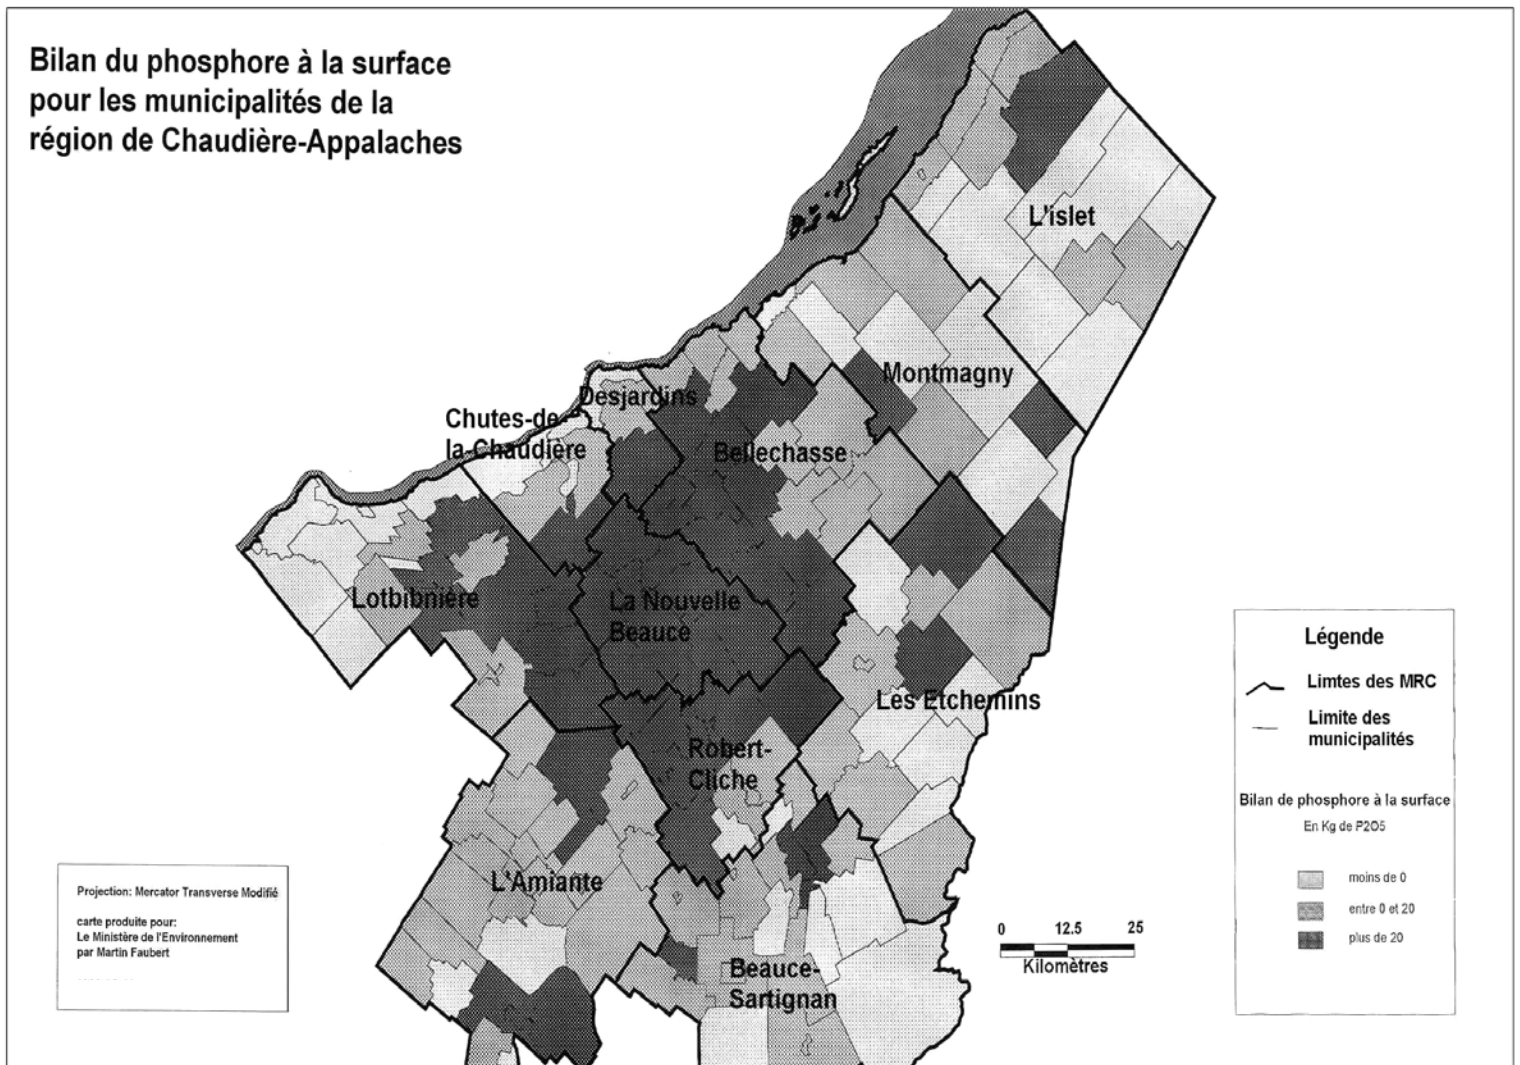 Bilan du phosphore à la surface
pour les municipalités de la
région de Chaudière-Appalaches
L'islet
Montmagny
Desjardins
Chutes-de-
la-Chaudière
Bellechasse
Lotbibnière
La Nouvelle
Beauce
Les Etchemins
Robert-
Cliche
L'Amiante
Beauce-
Sartignan
0 12.5 25
Kilomètres
Légende
Limtes des MRC
Limite des
municipalités
Bilan de phosphore à la surface
En Kg de P2O5
moins de 0
entre 0 et 20
plus de 20
Projection: Mercator Transverse Modifié
carte produite pour:
Le Ministère de l'Environnement
par Martin Faubert